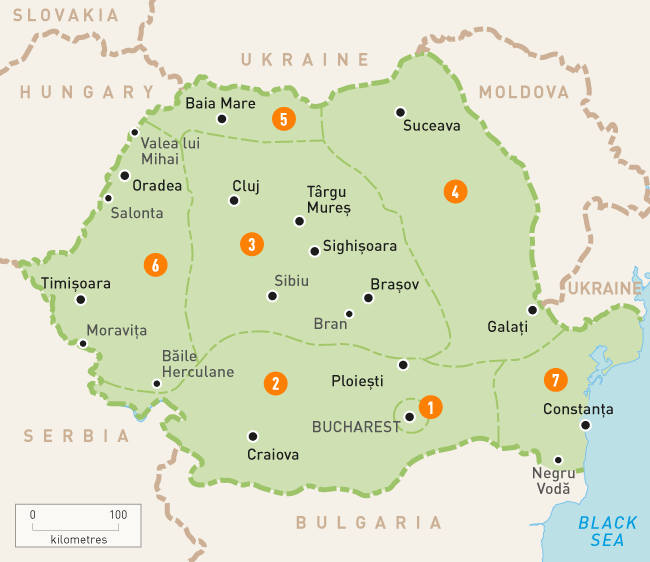 SLOVAKIA
UKRAINE
HUNGARY
MOLDOVA
Baia Mare
5
Suceava
Valea lui
Mihai
Oradea
Cluj
Târgu
Mureș
4
Salonta
3
Sighișoara
6
Timișoara
Sibiu
Brașov
UKRAINE
Bran
Moravița
Galați
Băile
Herculane
2
Ploiești
7
1
Constanța
BUCHAREST
SERBIA
Craiova
Negru
Vodă
0 100
kilometres
BULGARIA
BLACK
SEA